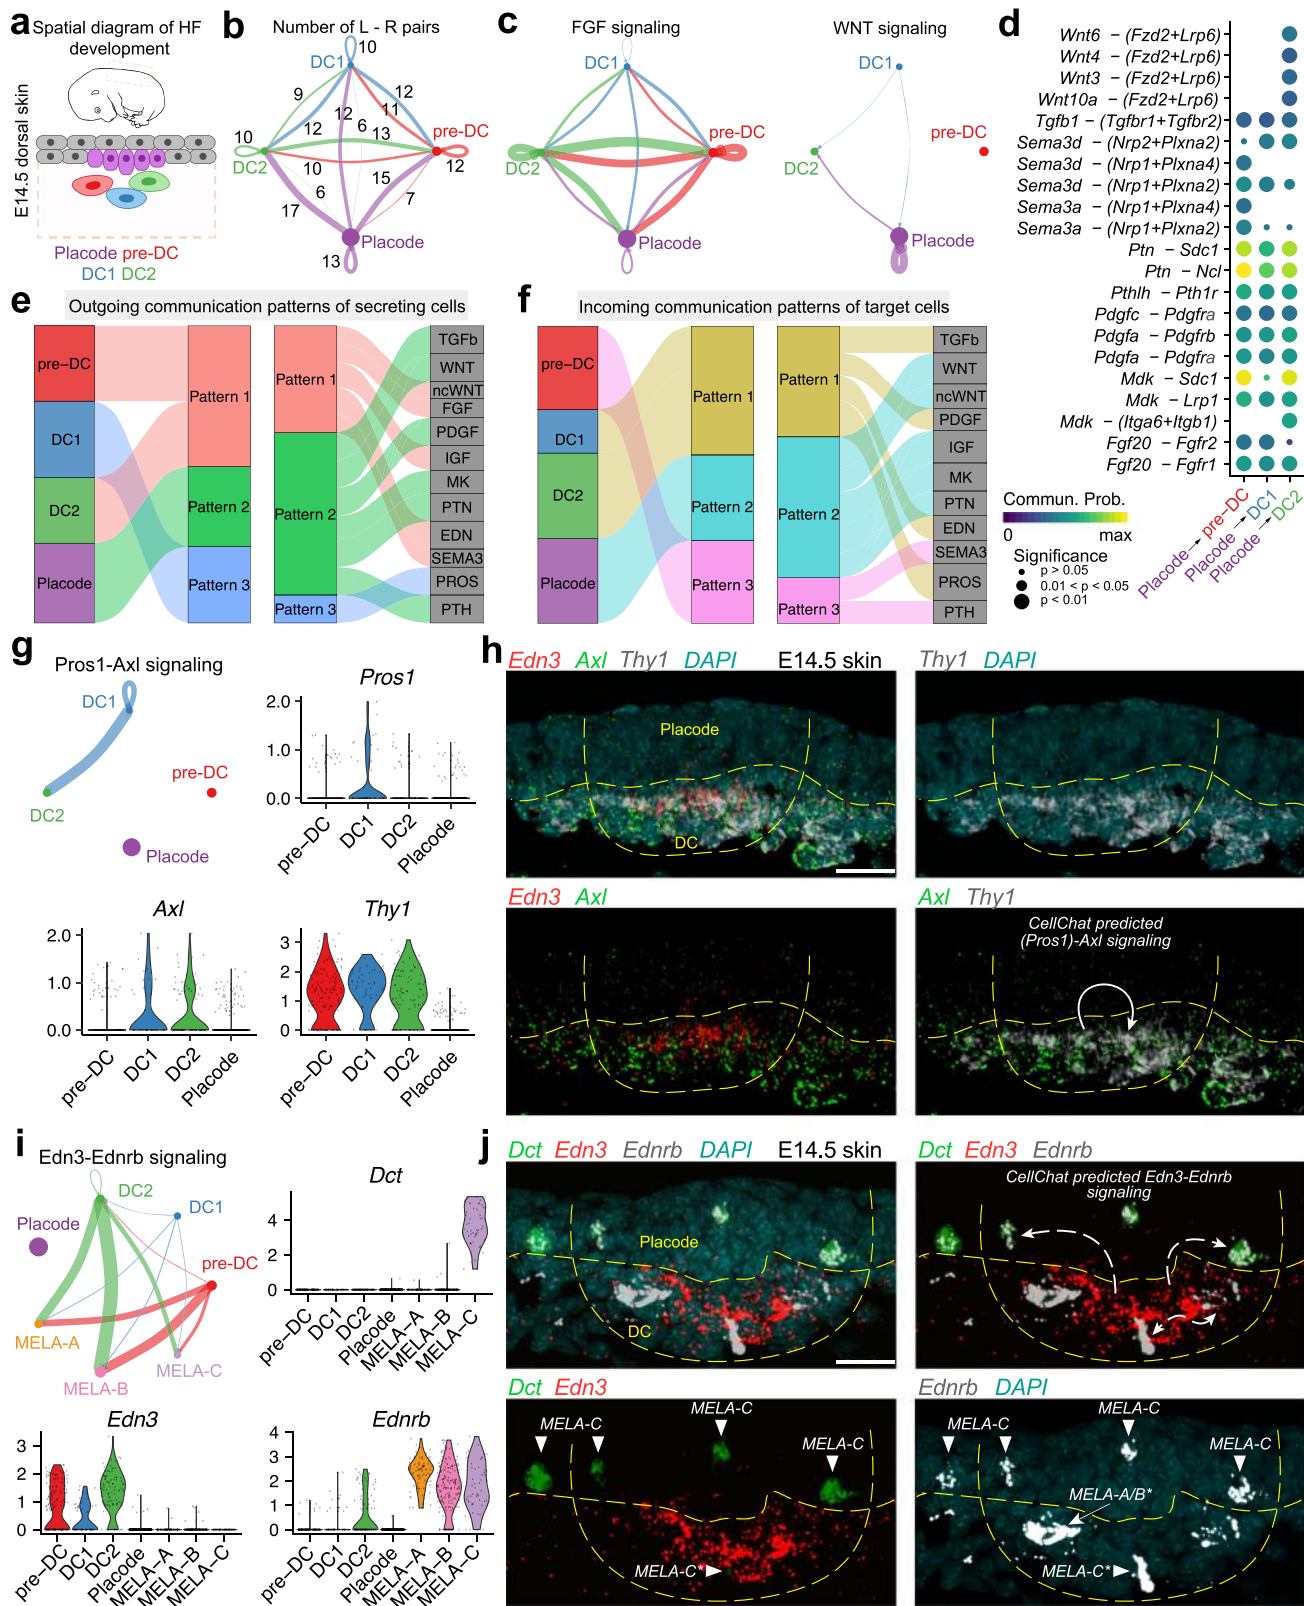 a
Spatial diagram of HF
development
E14.5 dorsal skin
Placode pre-DC
DC1 DC2
b
Number of L - R pairs
10
DC1
9
12
12
11
12
6
13
10
DC2
pre-DC
10
12
6
15
7
17
Placode
13
c
FGF signaling
DC1
DC2
pre-DC
Placode
WNT signaling
DC1
DC2
pre-DC
Placode
d
Wnt6 – (Fzd2+Lrp6)
Wnt4 – (Fzd2+Lrp6)
Wnt3 – (Fzd2+Lrp6)
Wnt10a – (Fzd2+Lrp6)
Tgfb1 – (Tgfbr1+Tgfbr2)
Sema3d – (Nrp2+Plxna2)
Sema3d – (Nrp1+Plxna4)
Sema3d – (Nrp1+Plxna2)
Sema3a – (Nrp1+Plxna4)
Sema3a – (Nrp1+Plxna2)
Ptn – Sdc1
Ptn – Ncl
Pthlh – Pth1r
Pdgfc – Pdgfra
Pdgfa – Pdgfrb
Pdgfa – Pdgfra
Mdk – Sdc1
Mdk – Lrp1
Mdk – (Itga6+Itgb1)
Fgf20 – Fgfr2
Fgf20 – Fgfr1
Commun. Prob.
0 max
Significance
p > 0.05
0.01 < p < 0.05
p < 0.01
Placode→pre-DC
Placode→DC1
Placode→DC2
e
Outgoing communication patterns of secreting cells
pre–DC
DC1
DC2
Placode
Pattern 1
Pattern 2
Pattern 3
Pattern 1
Pattern 2
Pattern 3
TGFb
WNT
ncWNT
FGF
PDGF
IGF
MK
PTN
EDN
SEMA3
PROS
PTH
f
Incoming communication patterns of target cells
pre–DC
DC1
DC2
Placode
Pattern 1
Pattern 2
Pattern 3
Pattern 1
Pattern 2
Pattern 3
TGFb
WNT
ncWNT
PDGF
IGF
MK
PTN
EDN
SEMA3
PROS
PTH
g
Pros1-Axl signaling
DC1
pre-DC
DC2
Placode
Pros1
2.0
1.0
0.0
pre–DC
DC1
DC2
Placode
Axl
2.0
1.0
0.0
pre–DC
DC1
DC2
Placode
Thy1
3
2
1
0
pre–DC
DC1
DC2
Placode
h
Edn3 Axl Thy1 DAPI E14.5 skin
Placode
DC
Thy1 DAPI
Edn3 Axl
Axl Thy1
CellChat predicted
(Pros1)-Axl signaling
i
Edn3-Ednrb signaling
DC2
DC1
Placode
pre-DC
MELA-A
MELA-C
MELA-B
Dct
4
2
0
pre–DC
DC1
DC2
Placode
MELA–A
MELA–B
MELA–C
Edn3
3
2
1
0
pre–DC
DC1
DC2
Placode
MELA–A
MELA–B
MELA–C
Ednrb
4
3
2
1
0
pre–DC
DC1
DC2
Placode
MELA–A
MELA–B
MELA–C
j
Dct Edn3 Ednrb DAPI E14.5 skin
Placode
DC
Dct Edn3 Ednrb
CellChat predicted Edn3-Ednrb
signaling
Dct Edn3
MELA-C
MELA-C
MELA-C
MELA-C*
Ednrb DAPI
MELA-C
MELA-C
MELA-C
MELA-A/B*
MELA-C*